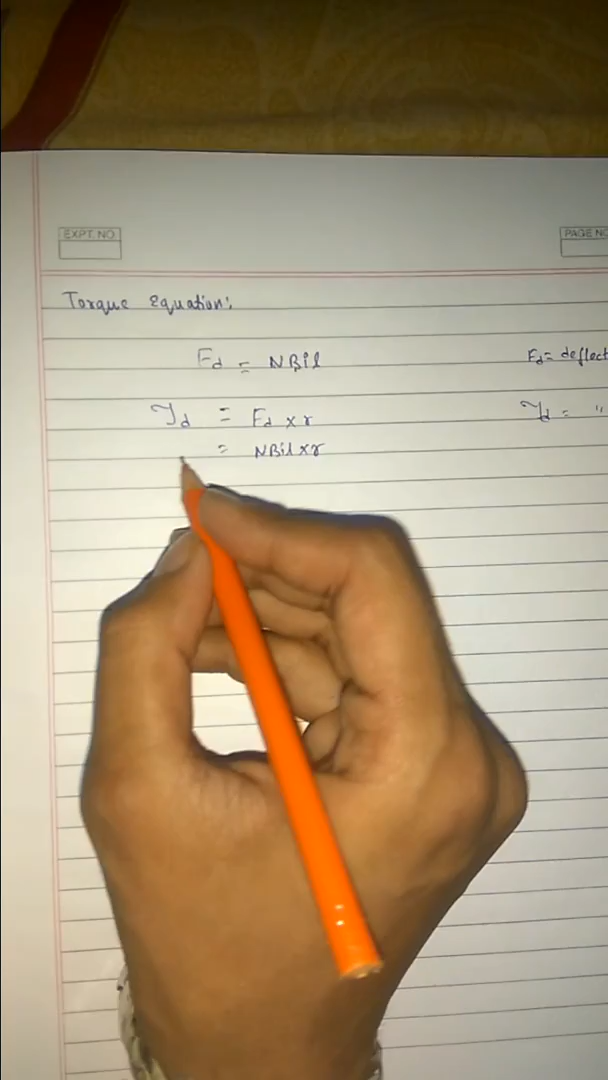 EXPT. NO.
PAGE NO
Torque Equation:
Fd = NBil
Fd = deflect
Td = Fd x r
Td = "
= NBil x r